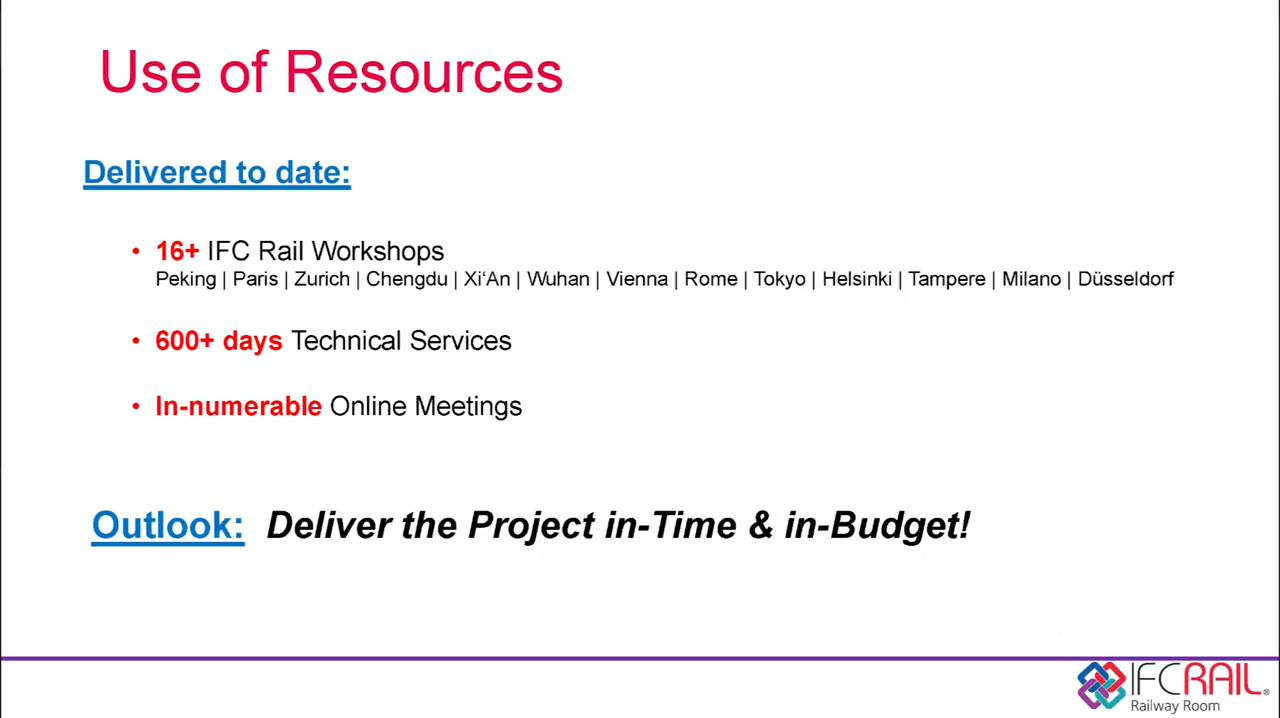 Use of Resources
Delivered to date:
• 16+ IFC Rail Workshops
Peking | Paris | Zurich | Chengdu | Xi‘An | Wuhan | Vienna | Rome | Tokyo | Helsinki | Tampere | Milano | Düsseldorf
• 600+ days Technical Services
• In-numerable Online Meetings
Outlook: Deliver the Project in-Time & in-Budget!
IFCRAIL®
Railway Room